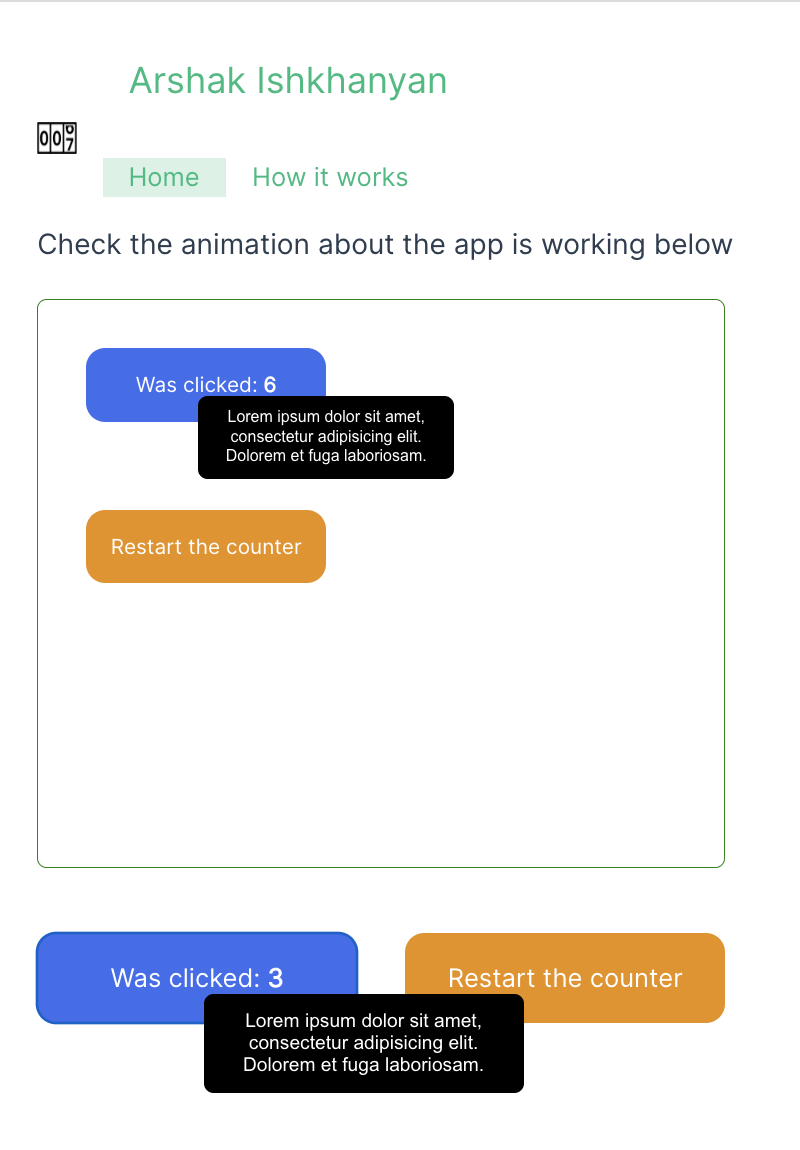 Arshak Ishkhanyan
Home How it works
Check the animation about the app is working below
Was clicked: 6
Lorem ipsum dolor sit amet,
consectetur adipisicing elit.
Dolorem et fuga laboriosam.
Restart the counter
Was clicked: 3 Restart the counter
Lorem ipsum dolor sit amet,
consectetur adipisicing elit.
Dolorem et fuga laboriosam.